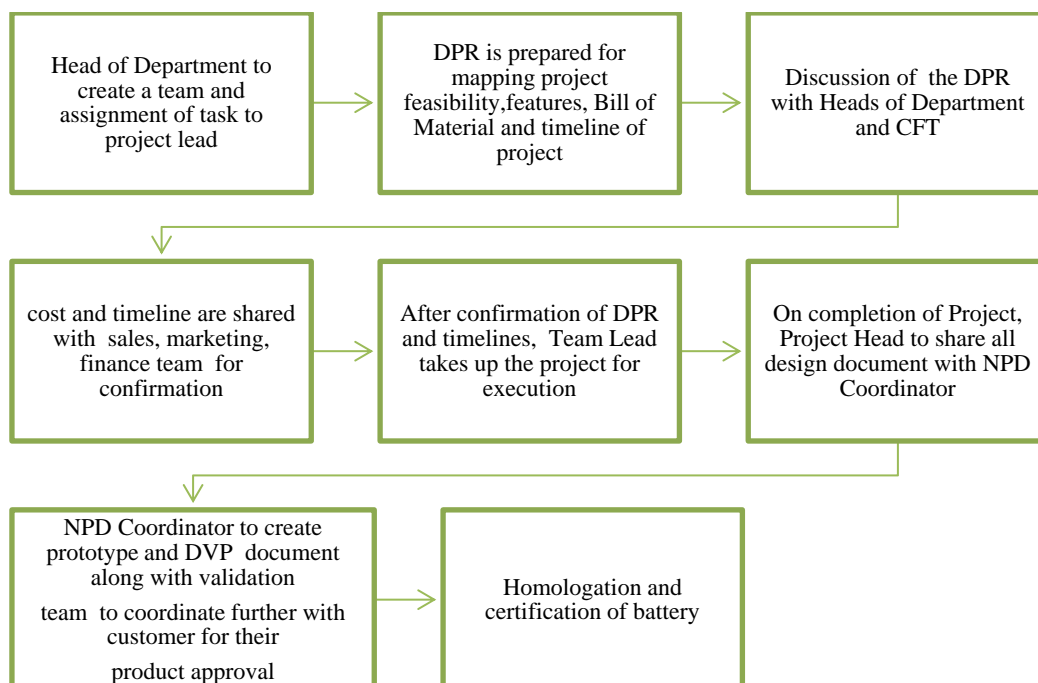 Head of Department to
create a team and
assignment of task to
project lead
DPR is prepared for
mapping project
feasibility,features, Bill of
Material and timeline of
project
Discussion of the DPR
with Heads of Department
and CFT
cost and timeline are shared
with sales, marketing,
finance team for
confirmation
After confirmation of DPR
and timelines, Team Lead
takes up the project for
execution
On completion of Project,
Project Head to share all
design document with NPD
Coordinator
NPD Coordinator to create
prototype and DVP document
along with validation
team to coordinate further with
customer for their
product approval
Homologation and
certification of battery